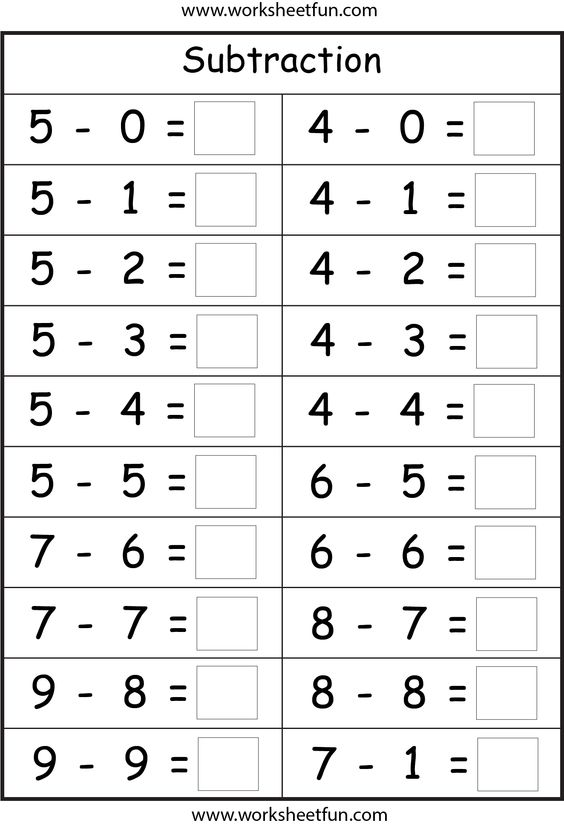 www.worksheetfun.com
Subtraction
5 - 0 =
4 - 0 =
5 - 1 =
4 - 1 =
5 - 2 =
4 - 2 =
5 - 3 =
4 - 3 =
5 - 4 =
4 - 4 =
5 - 5 =
6 - 5 =
7 - 6 =
6 - 6 =
7 - 7 =
8 - 7 =
9 - 8 =
8 - 8 =
9 - 9 =
7 - 1 =
www.worksheetfun.com